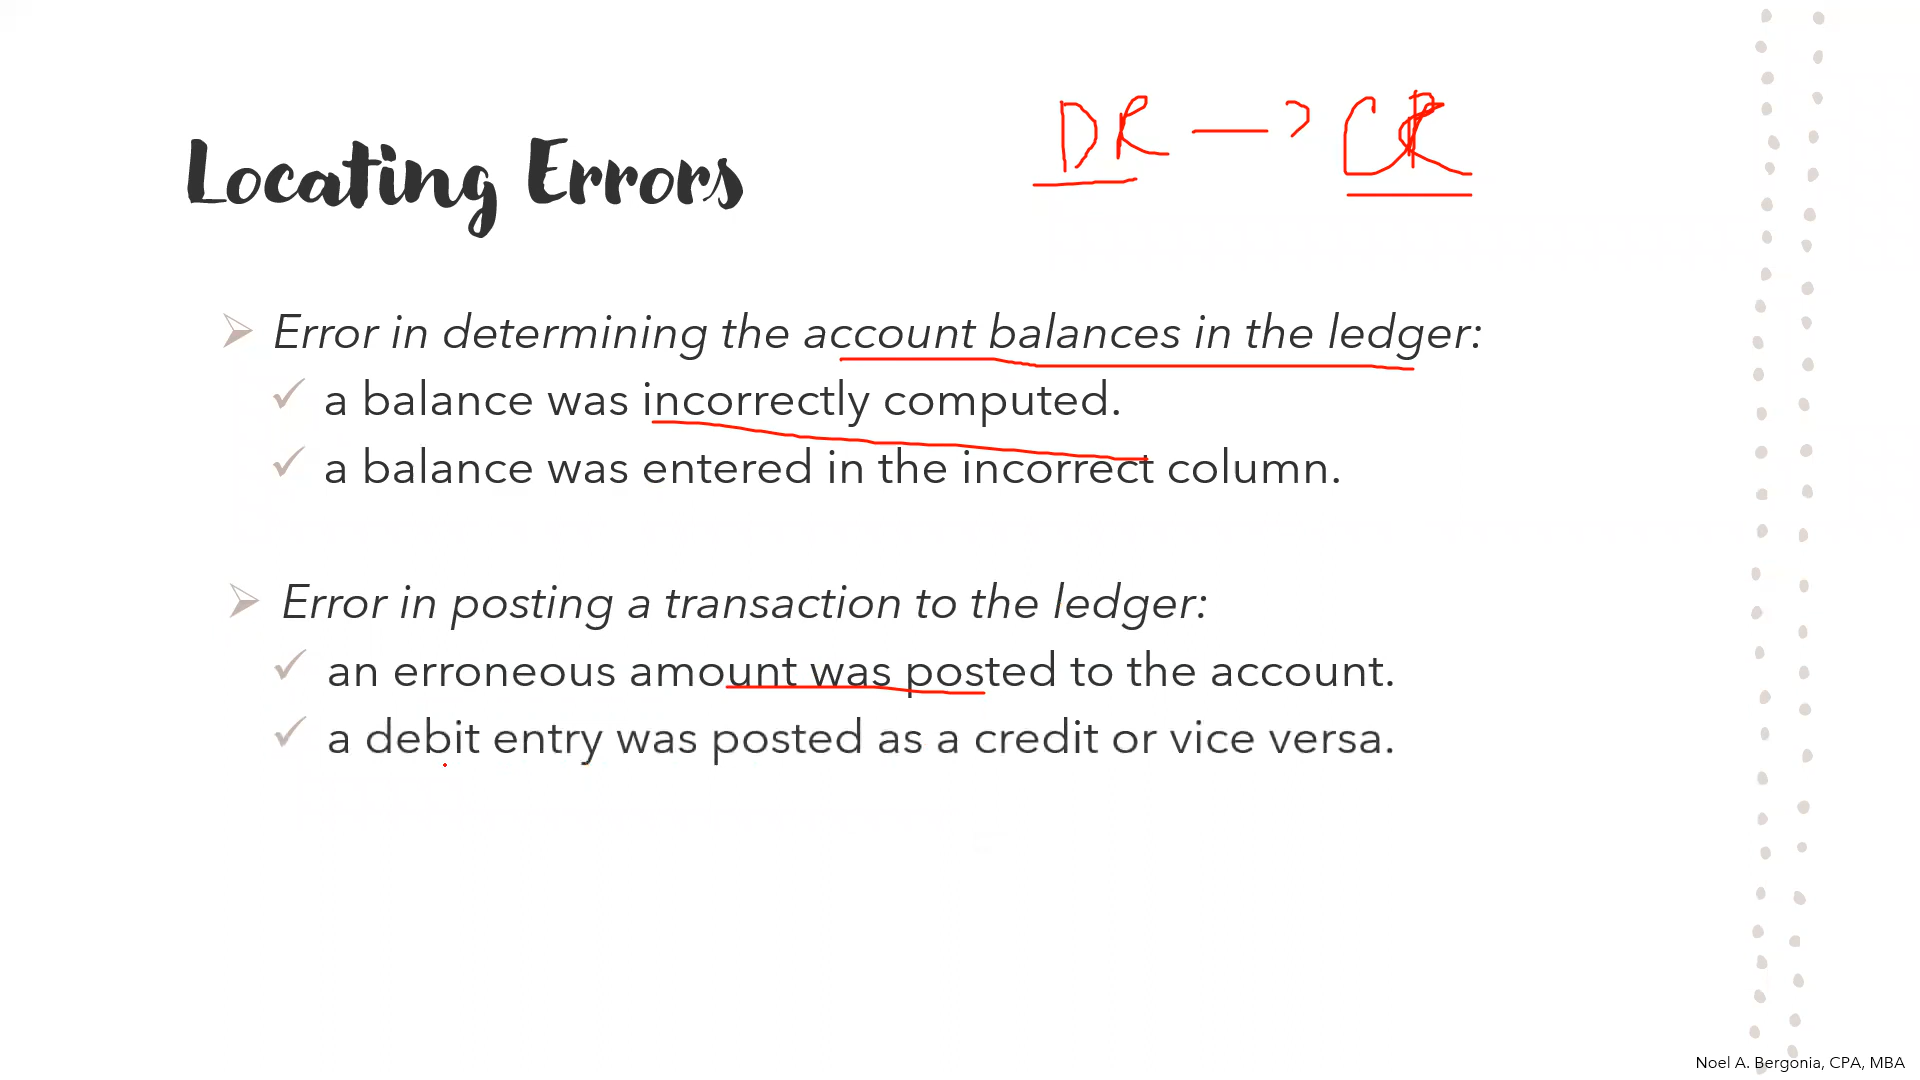 DR → CR
Locating Errors
Error in determining the account balances in the ledger:
a balance was incorrectly computed.
a balance was entered in the incorrect column.
Error in posting a transaction to the ledger:
an erroneous amount was posted to the account.
a debit entry was posted as a credit or vice versa.
Noel A. Bergonia, CPA, MBA